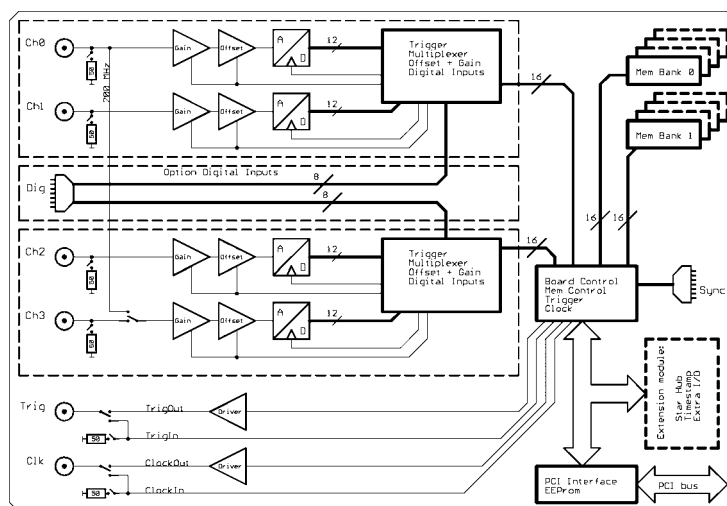 Ch0
50
200 MHz
Gain
Offset
A
D
12
Trigger
Multiplexer
Offset + Gain
Digital Inputs
16
Mem Bank 0
Ch1
50
Gain
Offset
A
D
12
Mem Bank 1
Option Digital Inputs
Dig
8
8
16
16
Ch2
50
Gain
Offset
A
D
12
Trigger
Multiplexer
Offset + Gain
Digital Inputs
16
Board Control
Mem Control
Trigger
Clock
Sync
Ch3
50
Gain
Offset
A
D
12
Extension module:
Star Hub
Timestamp
Extra I/O
Trig
TrigOut
Driver
50
TrigIn
Clk
ClockOut
Driver
50
ClockIn
PCI Interface
EEProm
PCI bus